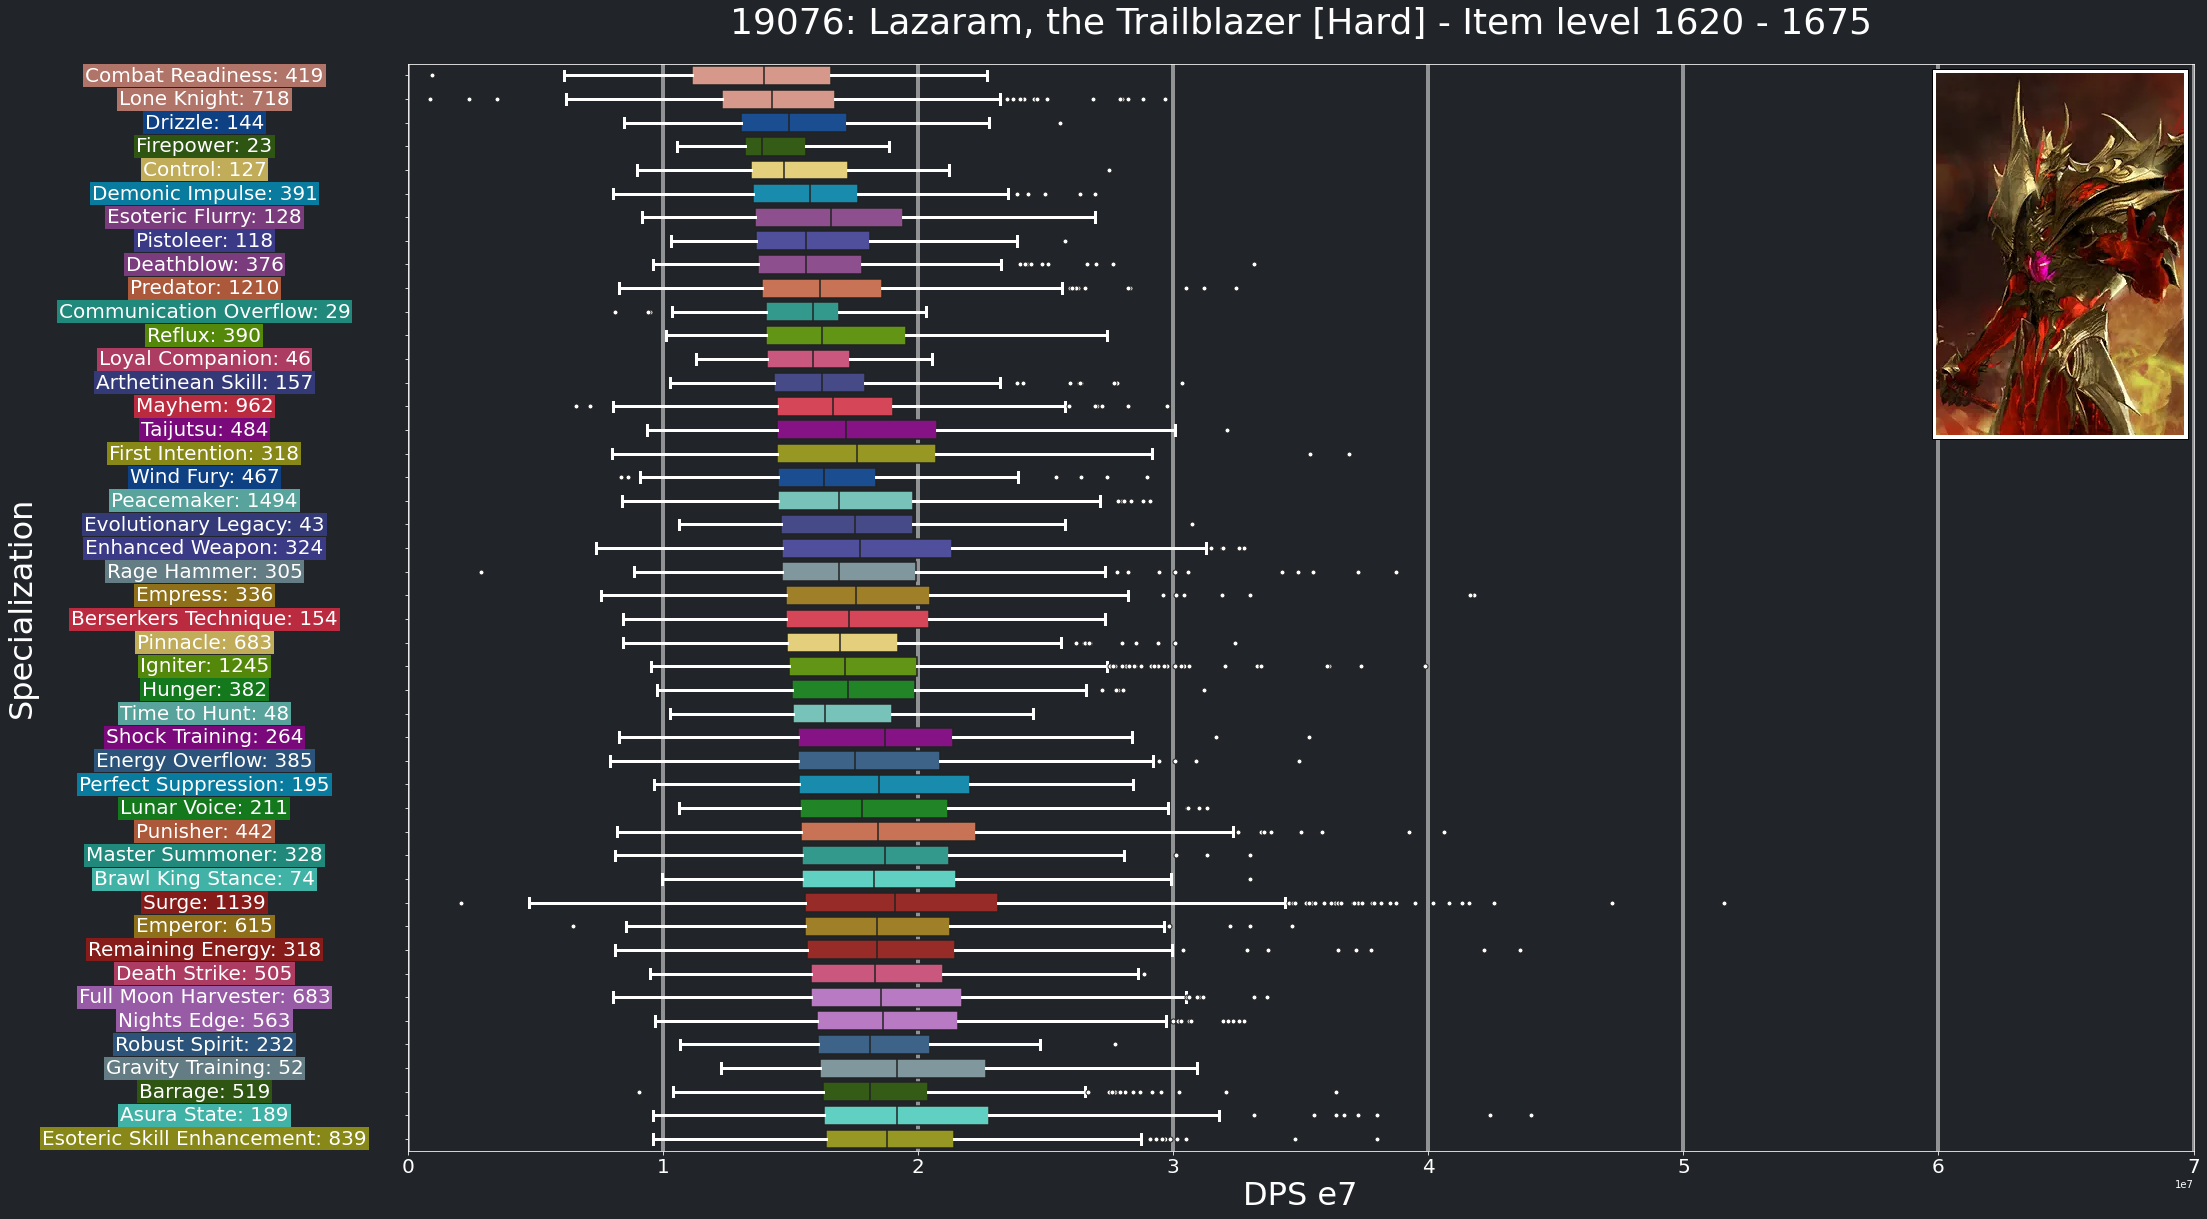 19076: Lazaram, the Trailblazer [Hard] - Item level 1620 - 1675
Combat Readiness: 419
Lone Knight: 718
Drizzle: 144
Firepower: 23
Control: 127
Demonic Impulse: 391
Esoteric Flurry: 128
Pistoleer: 118
Deathblow: 376
Predator: 1210
Communication Overflow: 29
Reflux: 390
Loyal Companion: 46
Arthetinean Skill: 157
Mayhem: 962
Taijutsu: 484
First Intention: 318
Wind Fury: 467
Peacemaker: 1494
Evolutionary Legacy: 43
Enhanced Weapon: 324
Rage Hammer: 305
Empress: 336
Berserkers Technique: 154
Pinnacle: 683
Igniter: 1245
Hunger: 382
Time to Hunt: 48
Shock Training: 264
Energy Overflow: 385
Perfect Suppression: 195
Lunar Voice: 211
Punisher: 442
Master Summoner: 328
Brawl King Stance: 74
Surge: 1139
Emperor: 615
Remaining Energy: 318
Death Strike: 505
Full Moon Harvester: 683
Nights Edge: 563
Robust Spirit: 232
Gravity Training: 52
Barrage: 519
Asura State: 189
Esoteric Skill Enhancement: 839
Specialization
0 1 2 3 4 5 6 7
DPS e7
1e7